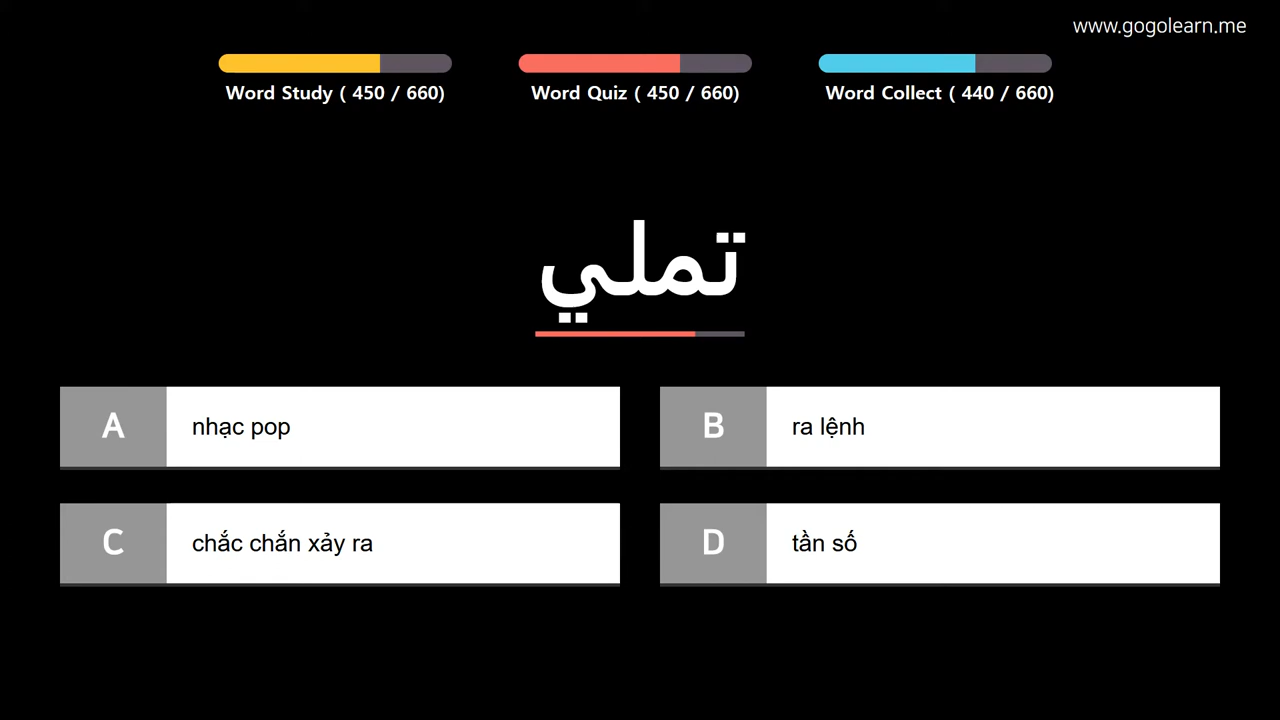 www.gogolearn.me
Word Study ( 450 / 660)
Word Quiz ( 450 / 660)
Word Collect ( 440 / 660)
تملي
A nhạc pop
B ra lệnh
C chắc chắn xảy ra
D tần số